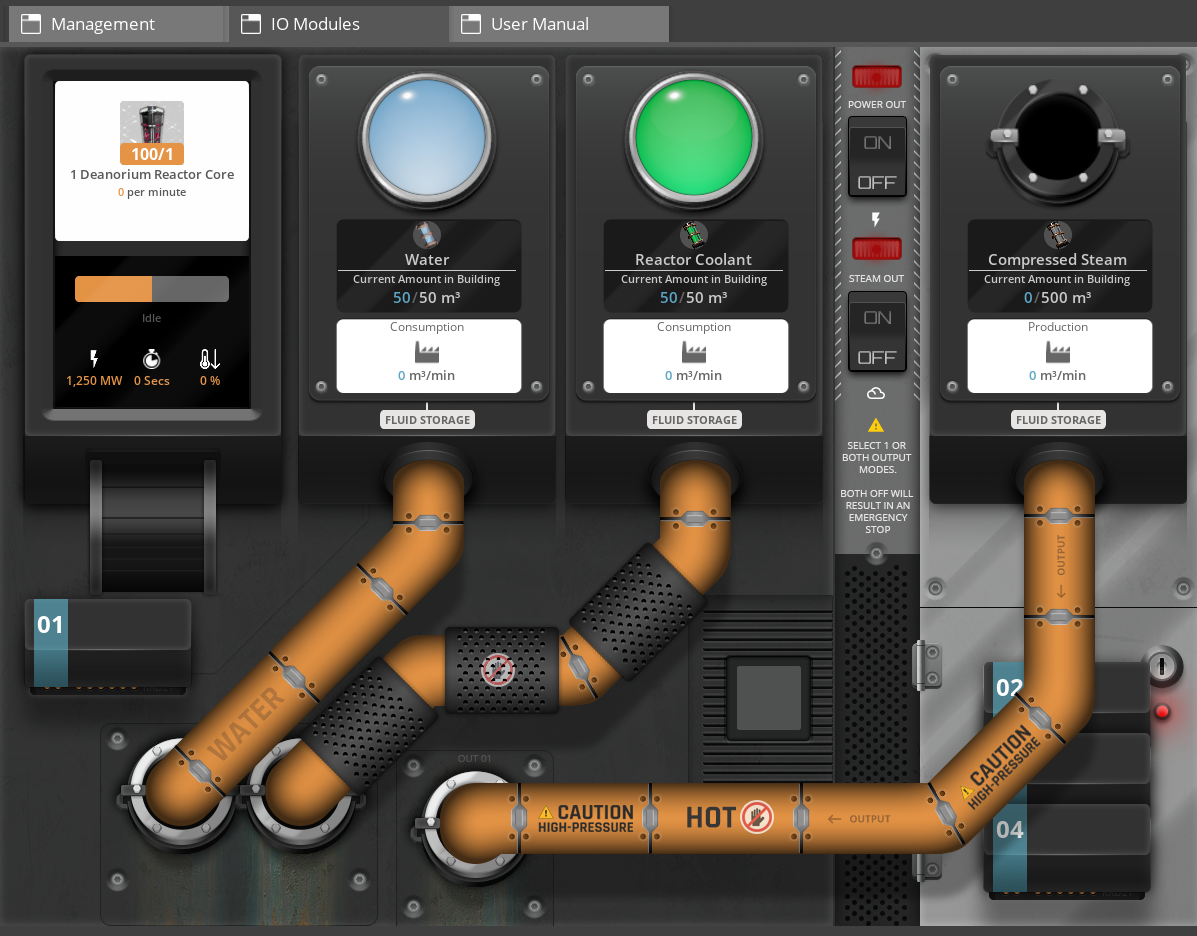 Management
IO Modules
User Manual
100/1
1 Deanorium Reactor Core
0 per minute
Idle
1,250 MW
0 Secs
0 %
Water
Current Amount in Building
50/50 m³
Consumption
0 m³/min
FLUID STORAGE
Reactor Coolant
Current Amount in Building
50/50 m³
Consumption
0 m³/min
FLUID STORAGE
POWER OUT
ON
OFF
STEAM OUT
ON
OFF
SELECT 1 OR
BOTH OUTPUT
MODES.
BOTH OFF WILL
RESULT IN AN
EMERGENCY
STOP
Compressed Steam
Current Amount in Building
0/500 m³
Production
0 m³/min
FLUID STORAGE
← OUTPUT
01
02
04
WATER
OUT 01
CAUTION
HIGH-PRESSURE
HOT
← OUTPUT
CAUTION
HIGH-PRESSURE